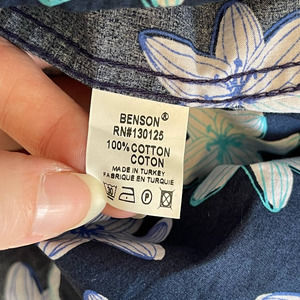 BENSON®
RN#130125
100% COTTON
COTON
MADE IN TURKEY
FABRIQUE EN TURQUIE